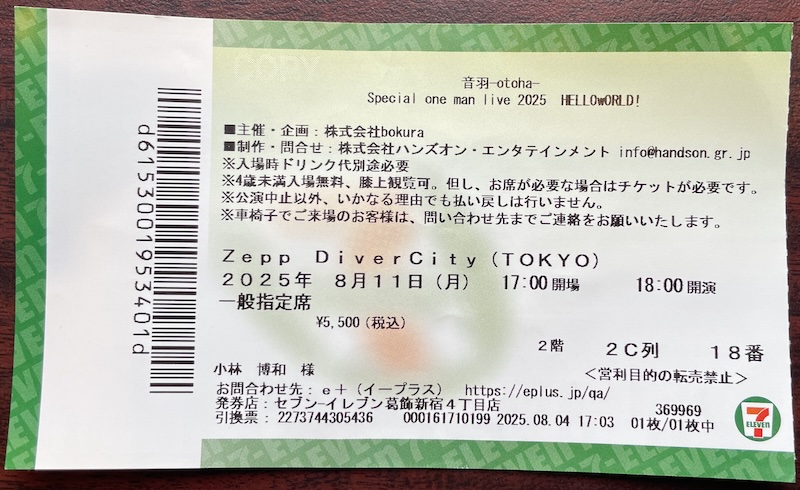 音羽-otoha-
Special one man live 2025 HELLOwORLD!
■主催・企画：株式会社bokura
■制作・問合せ：株式会社ハンズオン・エンタテインメント info@handson.gr.jp
※入場時ドリンク代別途必要
※4歳未満入場無料、膝上観覧可。但し、お席が必要な場合はチケットが必要です。
※公演中止以外、いかなる理由でも払い戻しは行いません。
※車椅子でご来場のお客様は、問い合わせ先までご連絡をお願いいたします。
Ｚｅｐｐ ＤｉｖｅｒＣｉｔｙ（ＴＯＫＹＯ）
２０２５年 ８月１１日（月） 17:00開場 18:00開演
一般指定席
¥5,500（税込）
２階 ２Ｃ列 １８番
小林 博和 様
＜営利目的の転売禁止＞
お問合わせ先：ｅ＋（イープラス） https://eplus.jp/qa/
発券店：セブン-イレブン葛飾新宿４丁目店 369969
引換票：2273744305436 000161710199 2025.08.04 17:03 01枚/01枚中
7-ELEVEN
d615300195340​1d